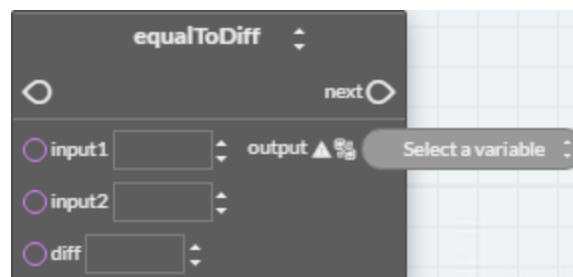 equalToDiff
next
input1 output Select a variable
input2
diff